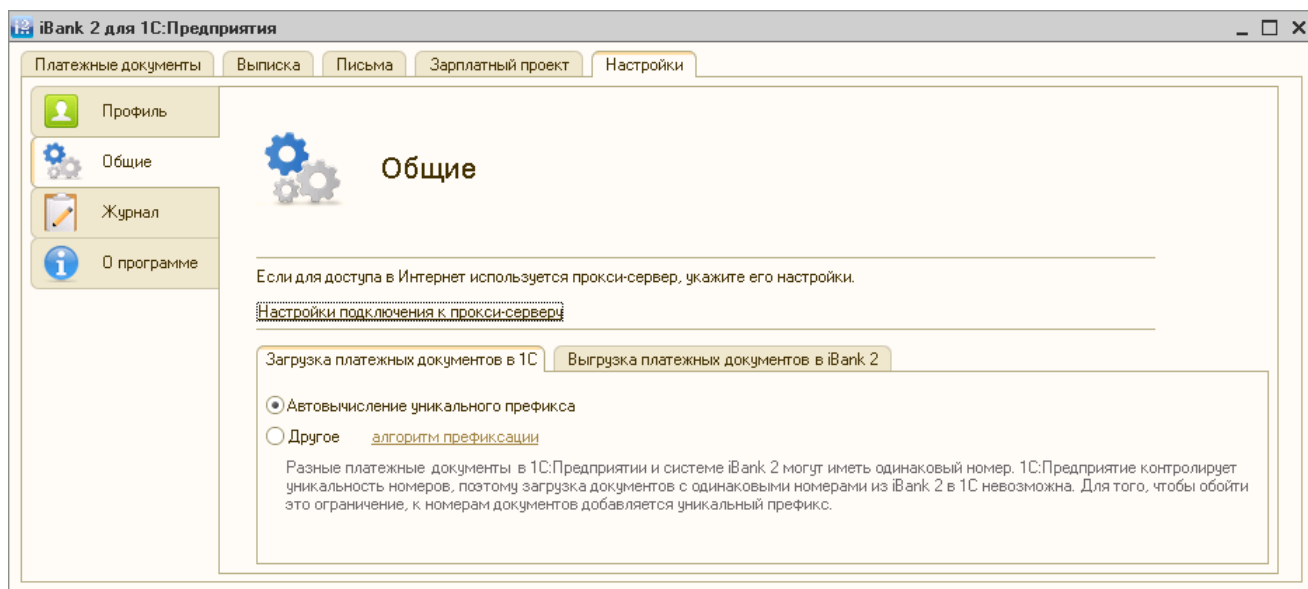 iBank 2 для 1С:Предприятия
Платежные документы Выписка Письма Зарплатный проект Настройки
Профиль
Общие
Журнал
О программе
Общие
Если для доступа в Интернет используется прокси-сервер, укажите его настройки.
Настройки подключения к прокси-серверу
Загрузка платежных документов в 1С Выгрузка платежных документов в iBank 2
Автовычисление уникального префикса
Другое алгоритм префиксации
Разные платежные документы в 1С:Предприятии и системе iBank 2 могут иметь одинаковый номер. 1С:Предприятие контролирует
уникальность номеров, поэтому загрузка документов с одинаковыми номерами из iBank 2 в 1С невозможна. Для того, чтобы обойти
это ограничение, к номерам документов добавляется уникальный префикс.